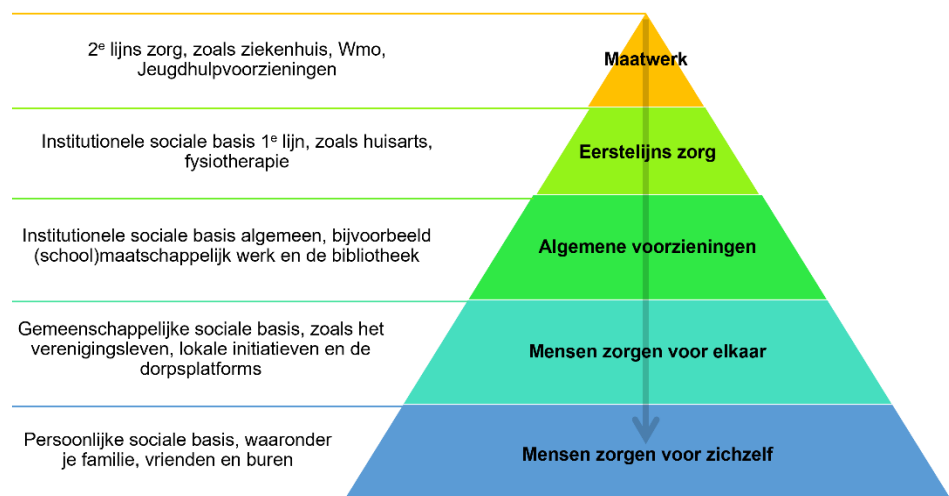 2e lijns zorg, zoals ziekenhuis, Wmo,
Jeugdhulpvoorzieningen
Maatwerk
Institutionele sociale basis 1e lijn, zoals huisarts,
fysiotherapie
Eerstelijns zorg
Institutionele sociale basis algemeen, bijvoorbeeld
(school)maatschappelijk werk en de bibliotheek
Algemene voorzieningen
Gemeenschappelijke sociale basis, zoals het
verenigingsleven, lokale initiatieven en de
dorpsplatforms
Mensen zorgen voor elkaar
Persoonlijke sociale basis, waaronder
je familie, vrienden en buren
Mensen zorgen voor zichzelf